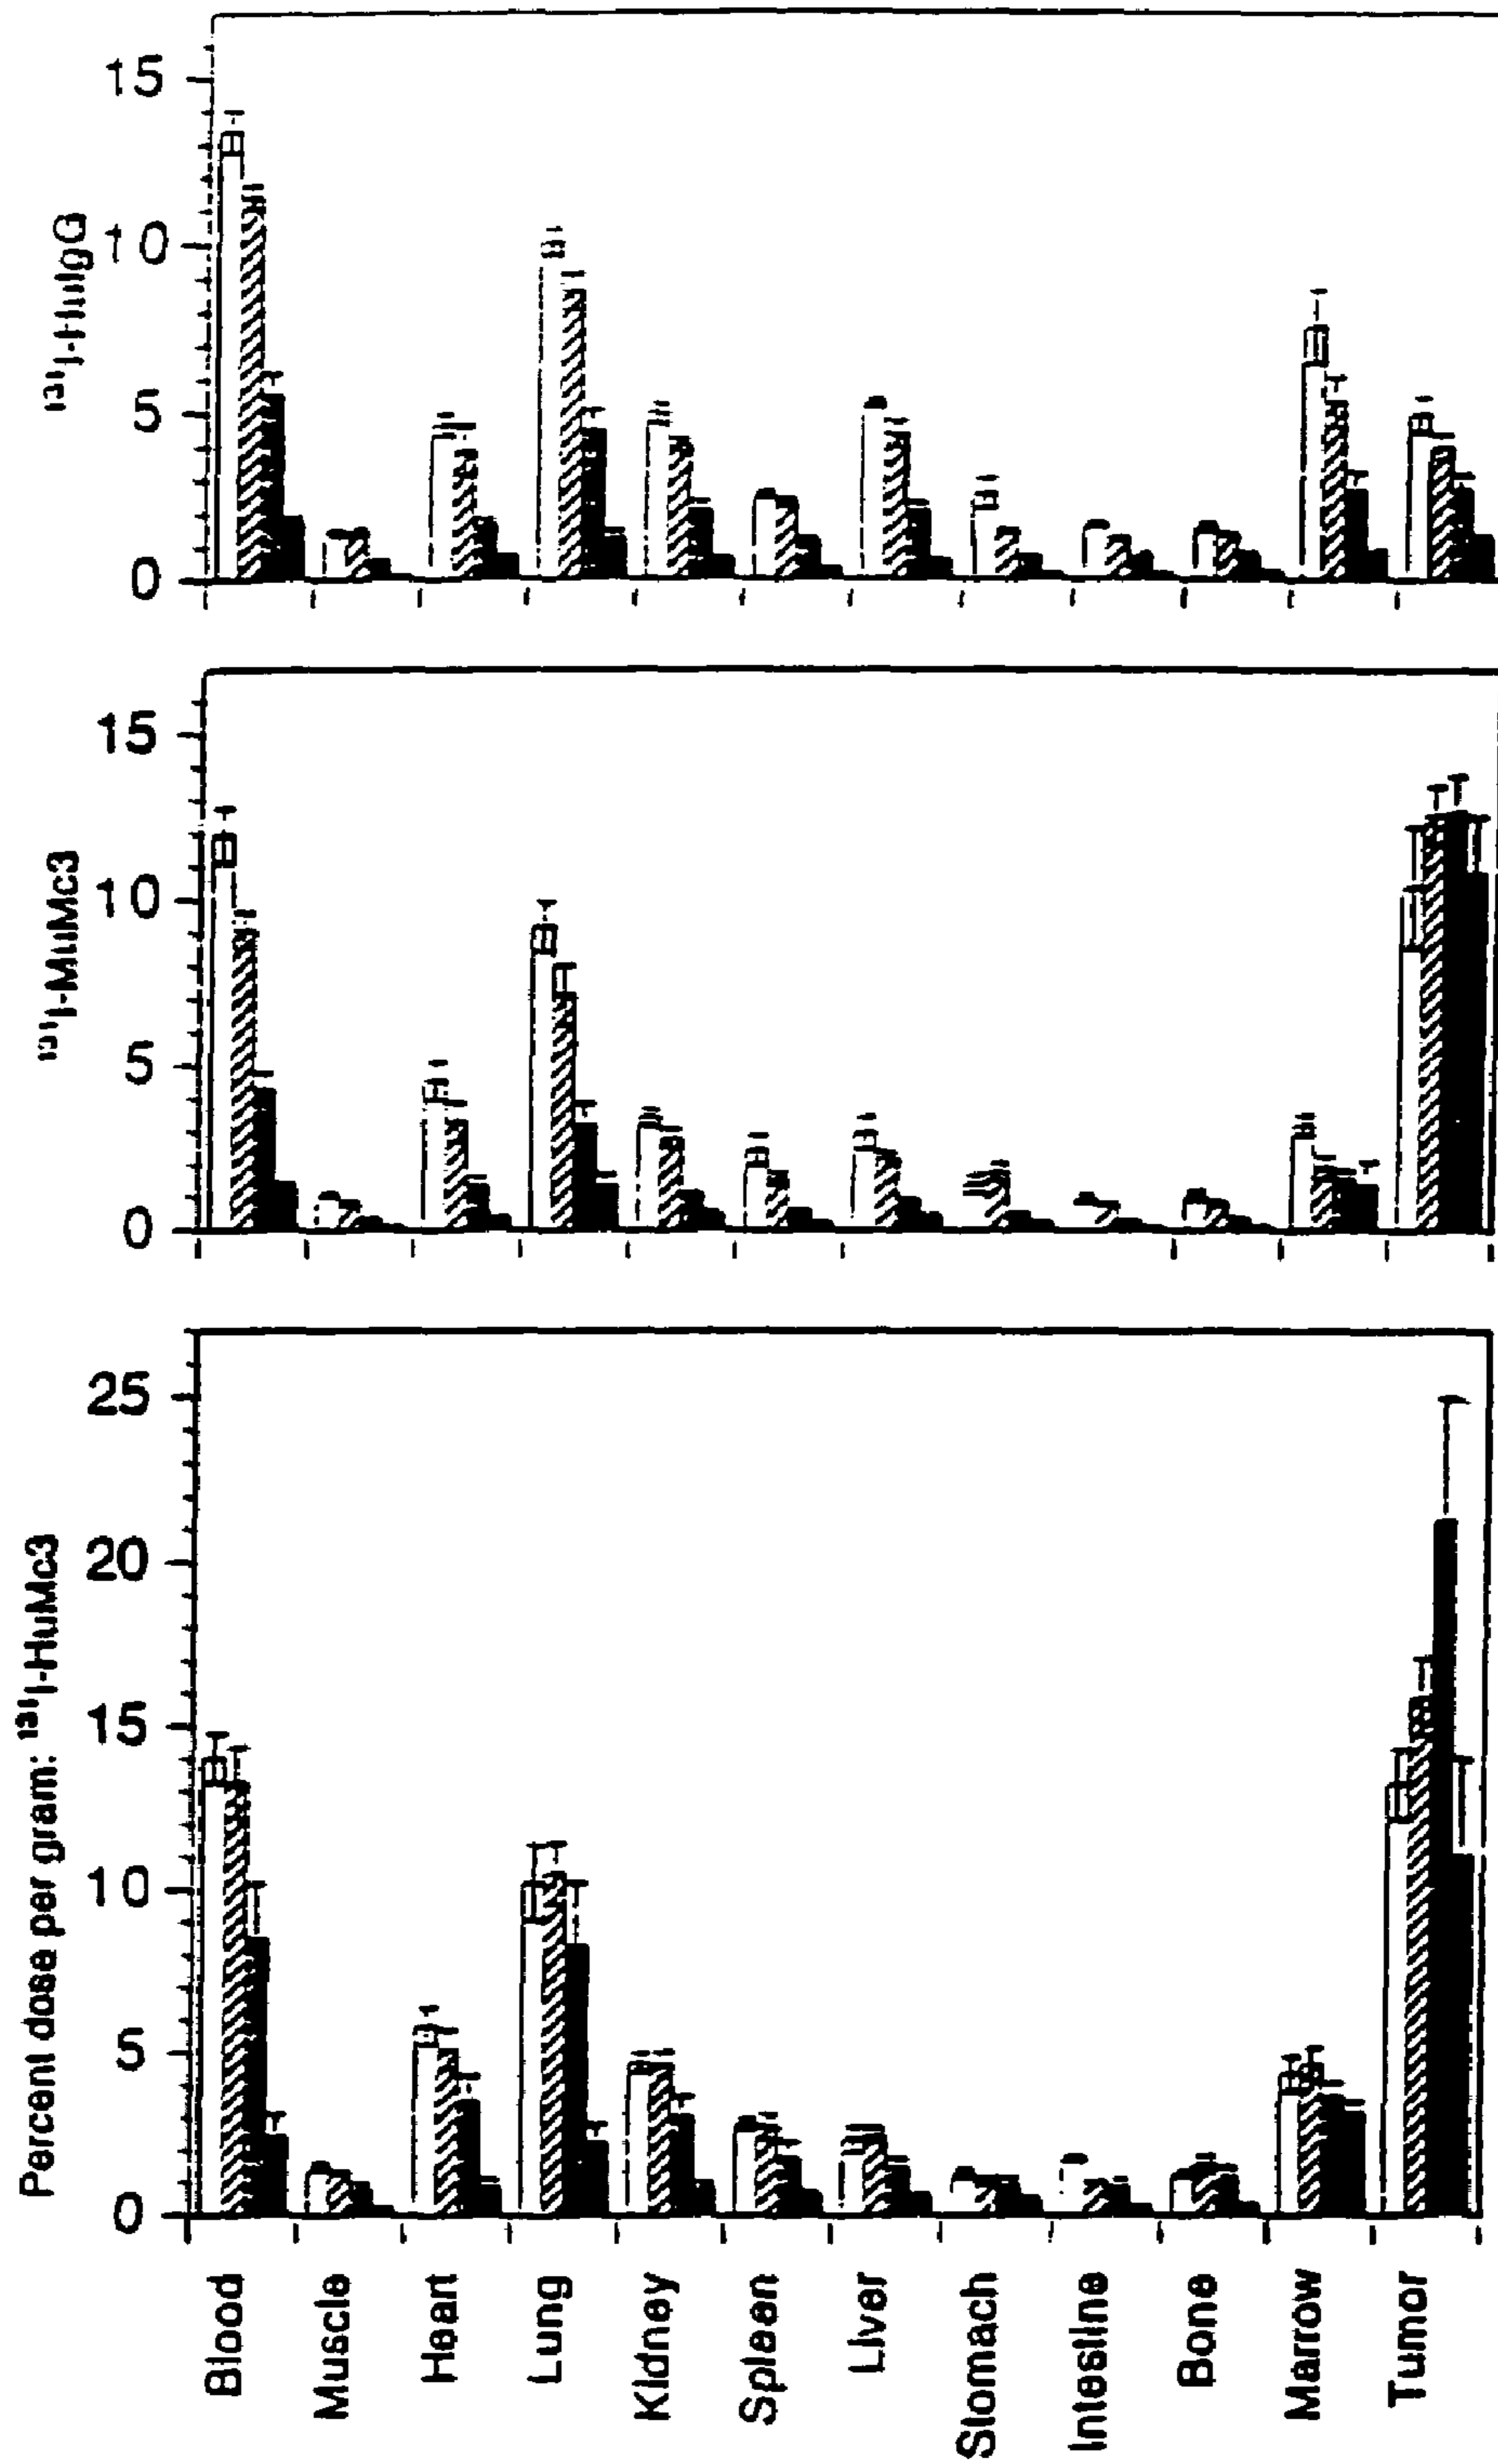 ¹³¹I-HuIgG
15
10
5
0
¹³¹I-MuMc3
15
10
5
0
Percent dose per gram: ¹³¹I-HuMc3
25
20
15
10
5
0
Blood
Muscle
Heart
Lung
Kidney
Spleen
Liver
Stomach
Intestine
Bone
Marrow
Tumor